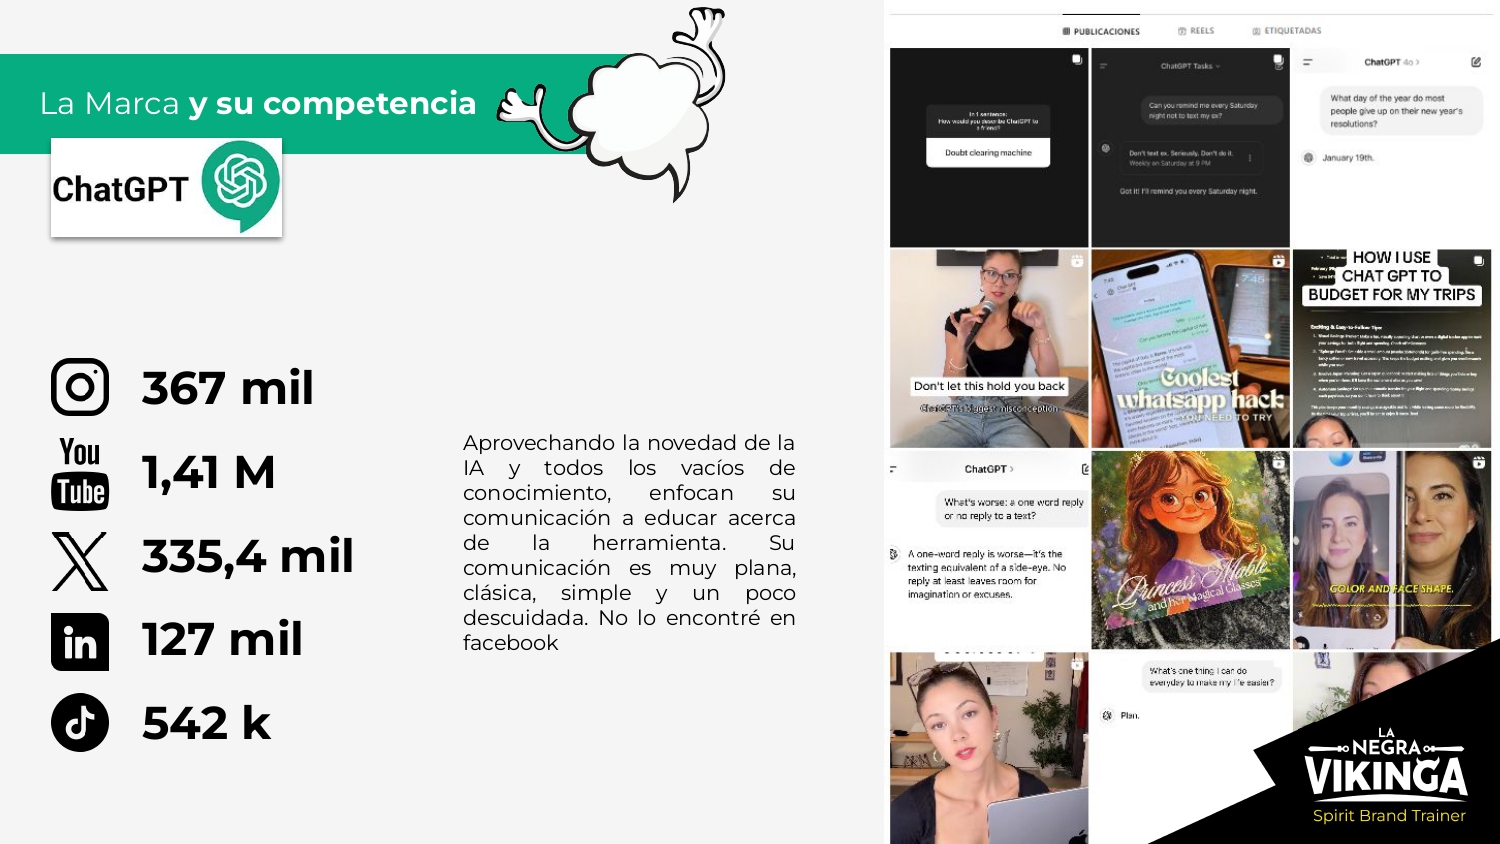 La Marca y su competencia
ChatGPT
367 mil
You
Tube
1,41 M
335,4 mil
in
127 mil
542 k
Aprovechando la novedad de la
IA y todos los vacíos de
conocimiento, enfocan su
comunicación a educar acerca
de la herramienta. Su
comunicación es muy plana,
clásica, simple y un poco
descuidada. No lo encontré en
facebook
PUBLICACIONES
REELS
ETIQUETADAS
In 1 sentence:
How would you describe ChatGPT to
a friend?
Doubt clearing machine
ChatGPT Tasks
Can you remind me every Saturday
night not to text my ex?
Don't text ex. Seriously. Don't do it.
Weekly on Saturday at 9 PM
Got it! I'll remind you every Saturday night.
ChatGPT 4o >
What day of the year do most
people give up on their new year's
resolutions?
January 19th.
Don't let this hold you back
ChatGPT's biggest misconception
7:45
Coolest
whatsapp hack
YOU NEED TO TRY
HOW I USE
CHAT GPT TO
BUDGET FOR MY TRIPS
Exciting & Easy-to-Follow Tips:
ChatGPT >
What's worse: a one word reply
or no reply to a text?
A one-word reply is worse—it's the
texting equivalent of a side-eye. No
reply at least leaves room for
imagination or excuses.
Princess Mable
and her Magical Glasses
COLOR AND FACE SHAPE.
What's one thing I can do
everyday to make my life easier?
Plan.
LA
NEGRA
VIKINGA
Spirit Brand Trainer